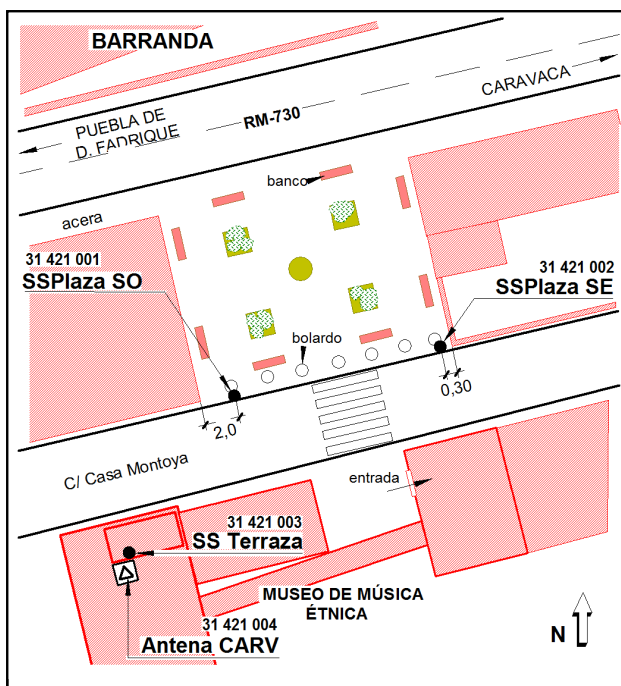 BARRANDA
CARAVACA
RM-730
PUEBLA DE
D. FADRIQUE
banco
acera
31 421 001
SSPlaza SO
31 421 002
SSPlaza SE
bolardo
0,30
2,0
C/ Casa Montoya
entrada
31 421 003
SS Terraza
MUSEO DE MÚSICA
ÉTNICA
31 421 004
Antena CARV
N